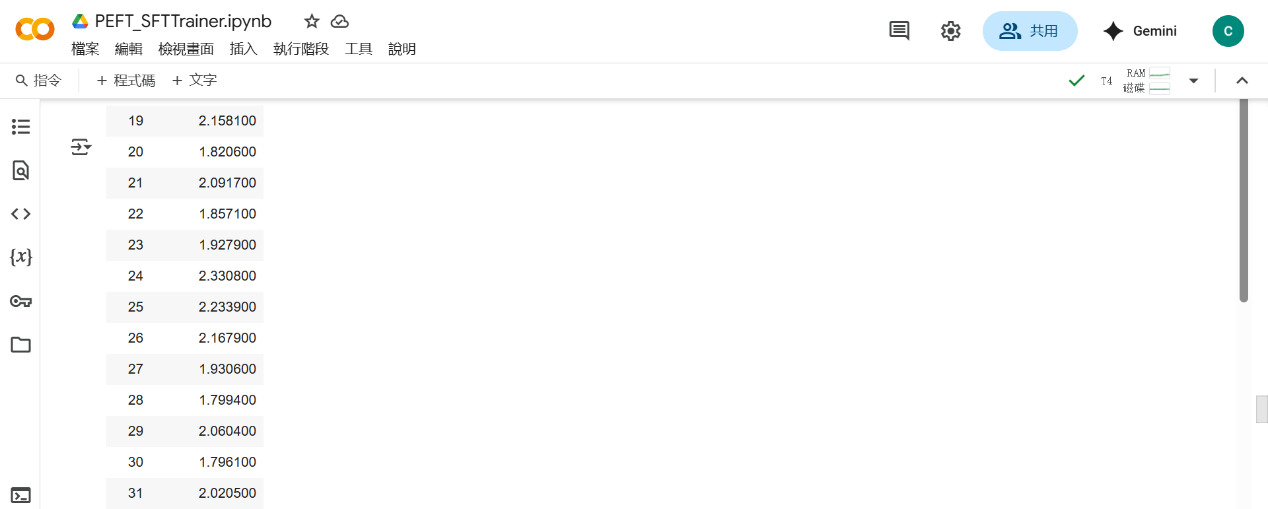 PEFT_SFTTrainer.ipynb
檔案 編輯 檢視畫面 插入 執行階段 工具 說明
共用
Gemini
C
指令 + 程式碼 + 文字
T4
RAM
磁碟
19 2.158100
20 1.820600
21 2.091700
22 1.857100
23 1.927900
24 2.330800
25 2.233900
26 2.167900
27 1.930600
28 1.799400
29 2.060400
30 1.796100
31 2.020500